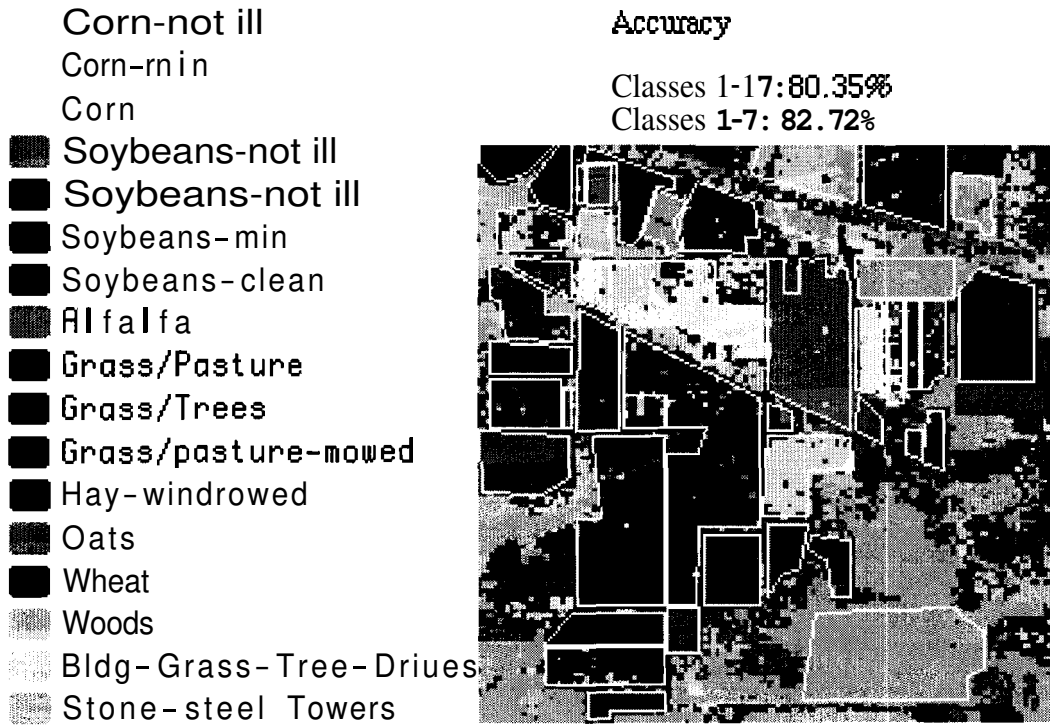 Corn-not ill
Corn-rnin
Corn
Soybeans-not ill
Soybeans-not ill
Soybeans-min
Soybeans-clean
Alfalfa
Grass/Pasture
Grass/Trees
Grass/pasture-mowed
Hay-windrowed
Oats
Wheat
Woods
Bldg-Grass-Tree-Driues
Stone-steel Towers
Accuracy
Classes 1-17:80.35%
Classes 1-7: 82.72%